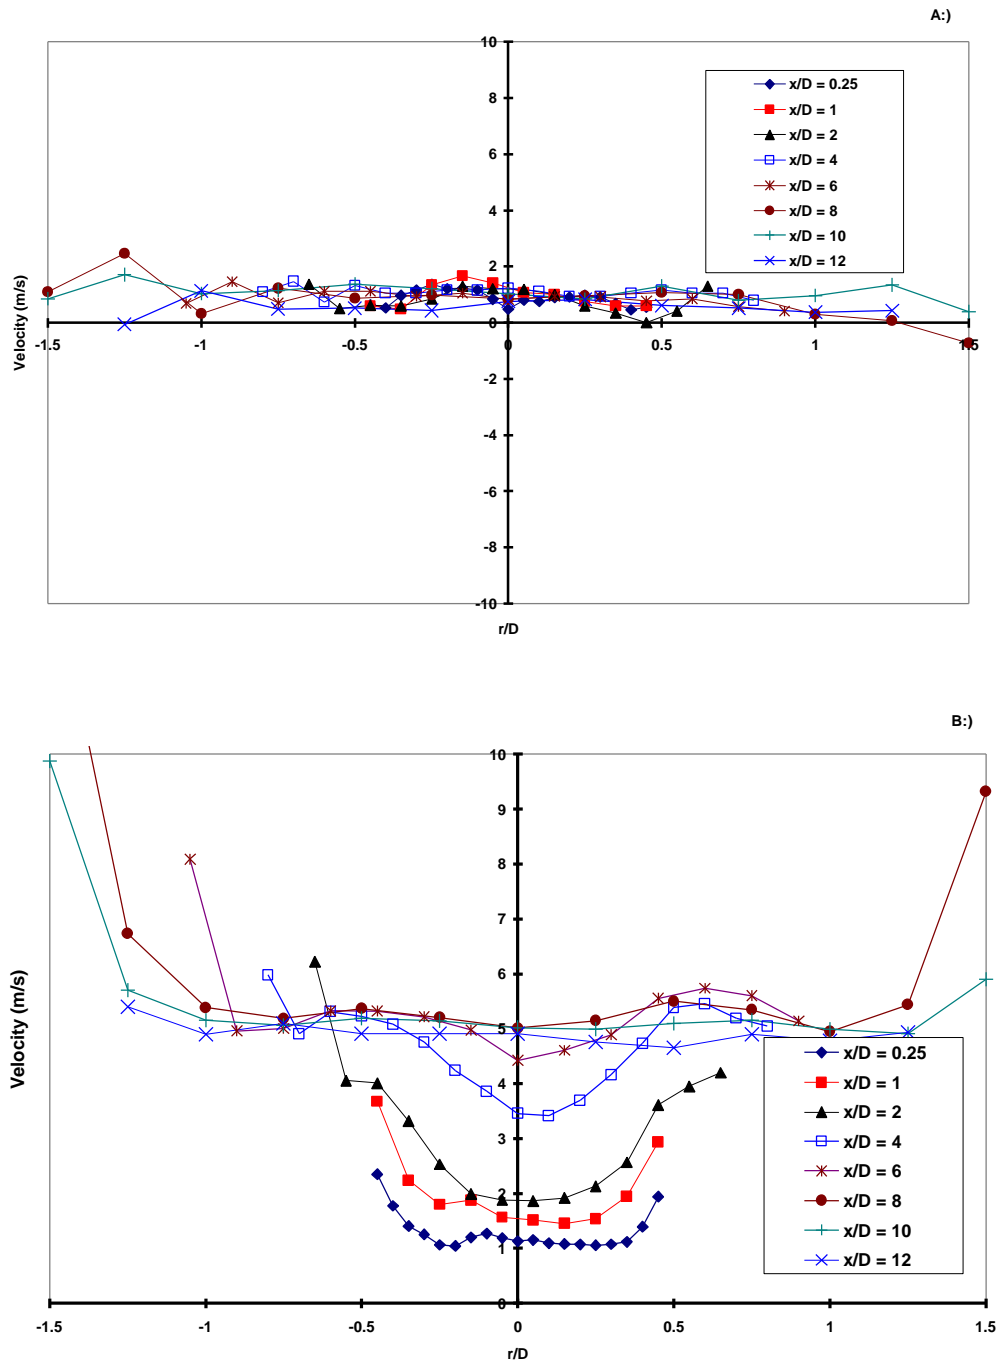 A:)
10
8
6
4
2
0
-2
-4
-6
-8
-10
-1.5
-1
-0.5
0
0.5
1
1.5
Velocity (m/s)
r/D
x/D = 0.25
x/D = 1
x/D = 2
x/D = 4
x/D = 6
x/D = 8
x/D = 10
x/D = 12
B:)
10
9
8
7
6
5
4
3
2
1
0
-1.5
-1
-0.5
0
0.5
1
1.5
Velocity (m/s)
r/D
x/D = 0.25
x/D = 1
x/D = 2
x/D = 4
x/D = 6
x/D = 8
x/D = 10
x/D = 12